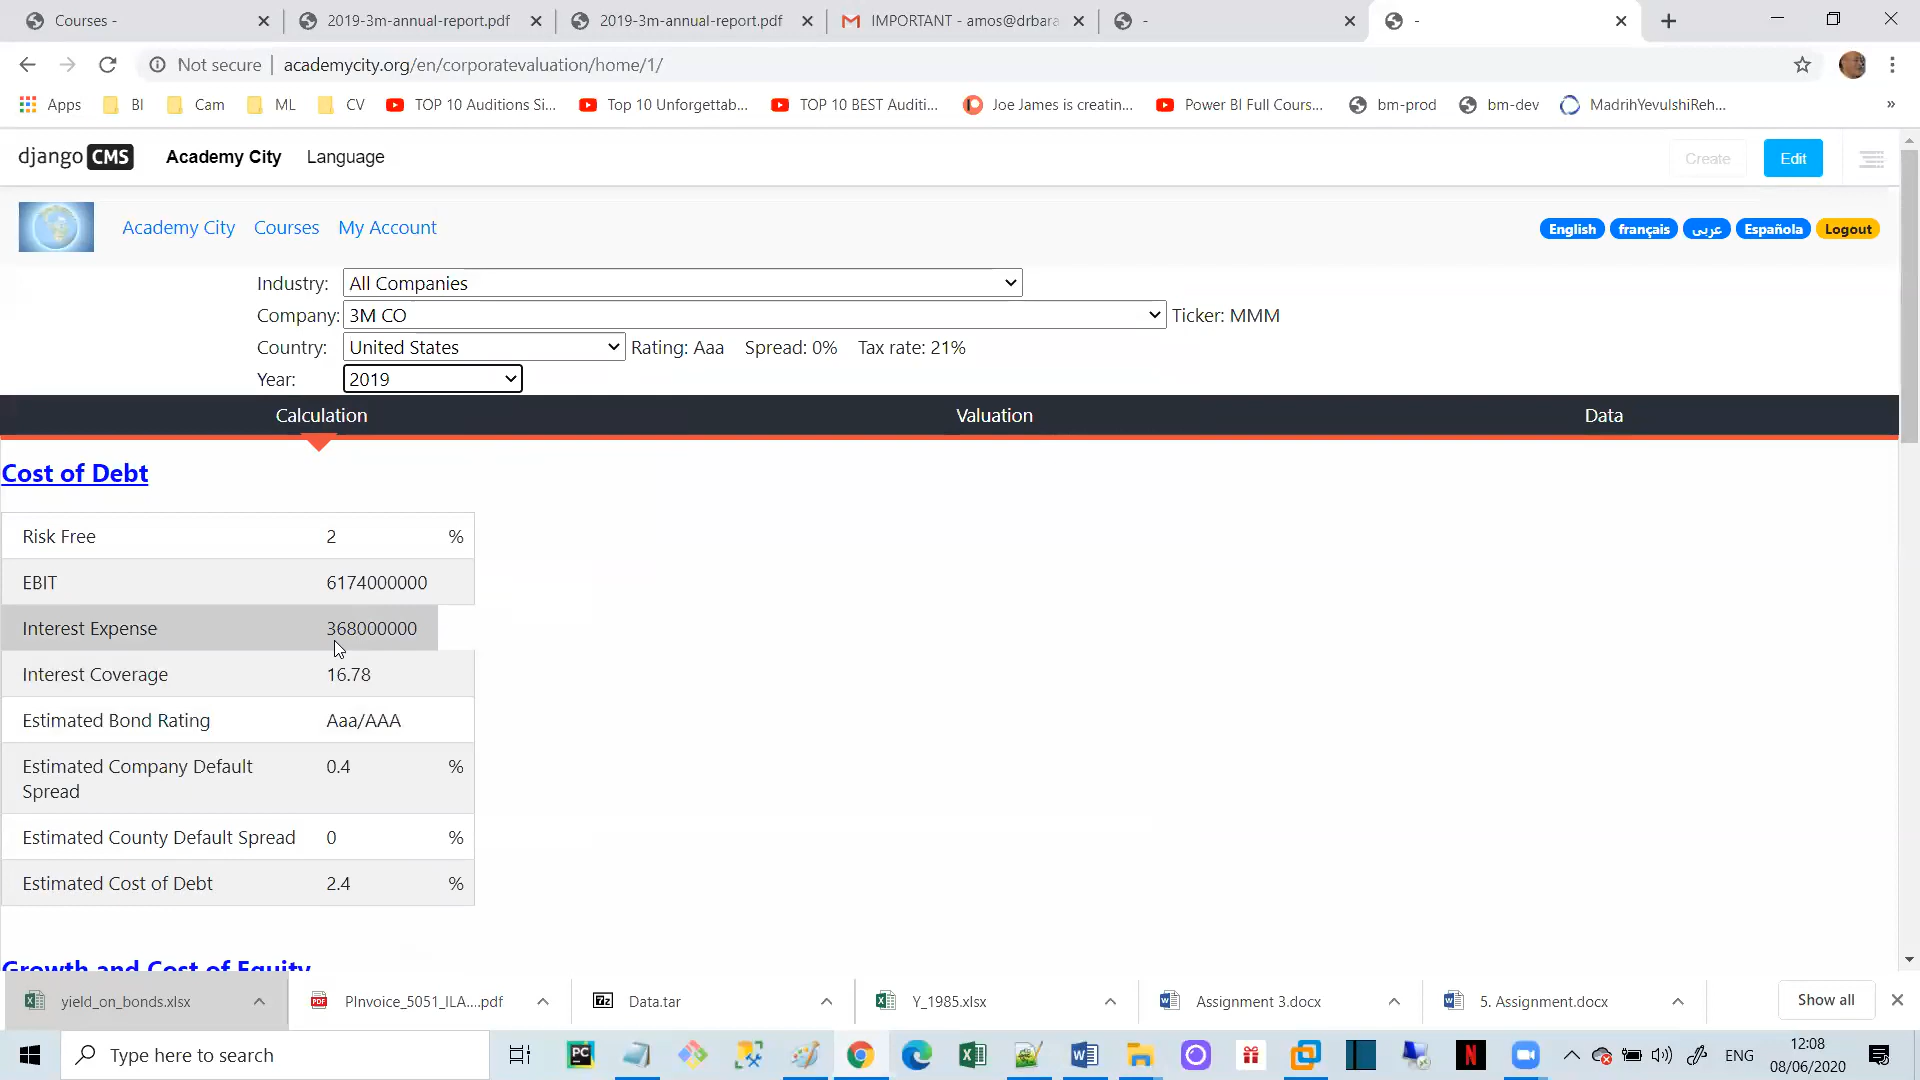 Courses -
2019-3m-annual-report.pdf
2019-3m-annual-report.pdf
IMPORTANT - amos@drbara
-
-
Not secure | academycity.org/en/corporatevaluation/home/1/
Apps
BI
Cam
ML
CV
TOP 10 Auditions Si...
Top 10 Unforgettab...
TOP 10 BEST Auditi...
Joe James is creatin...
Power BI Full Cours...
bm-prod
bm-dev
MadrihYevulshiReh...
»
django CMS
Academy City
Language
Create
Edit
Academy City
Courses
My Account
English
français
عربى
Española
Logout
Industry: All Companies
Company: 3M CO Ticker: MMM
Country: United States Rating: Aaa Spread: 0% Tax rate: 21%
Year: 2019
Calculation
Valuation
Data
Cost of Debt
Risk Free 2 %
EBIT 6174000000
Interest Expense 368000000
Interest Coverage 16.78
Estimated Bond Rating Aaa/AAA
Estimated Company Default 0.4 %
Spread
Estimated County Default Spread 0 %
Estimated Cost of Debt 2.4 %
Growth and Cost of Equity
yield_on_bonds.xlsx
PInvoice_5051_ILA....pdf
Data.tar
Y_1985.xlsx
Assignment 3.docx
5. Assignment.docx
Show all
Type here to search
PC
N
ENG
12:08
08/06/2020